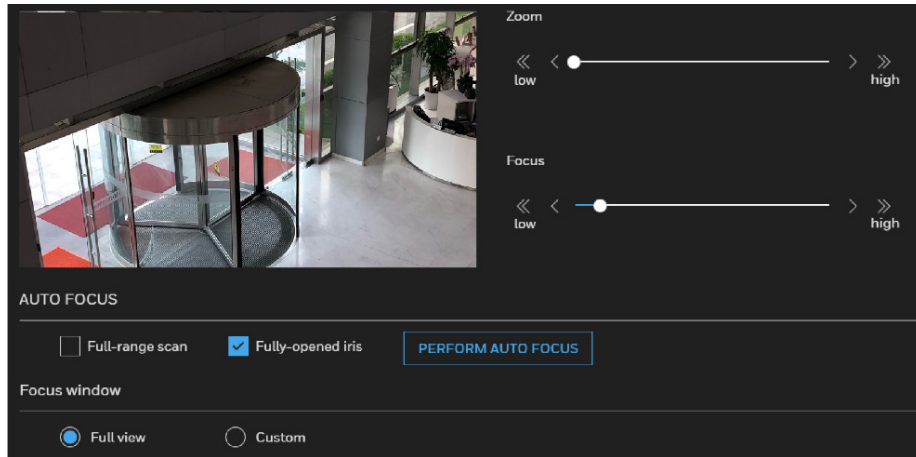 Zoom
low
high
Focus
low
high
AUTO FOCUS
Full-range scan
Fully-opened iris
PERFORM AUTO FOCUS
Focus window
Full view
Custom